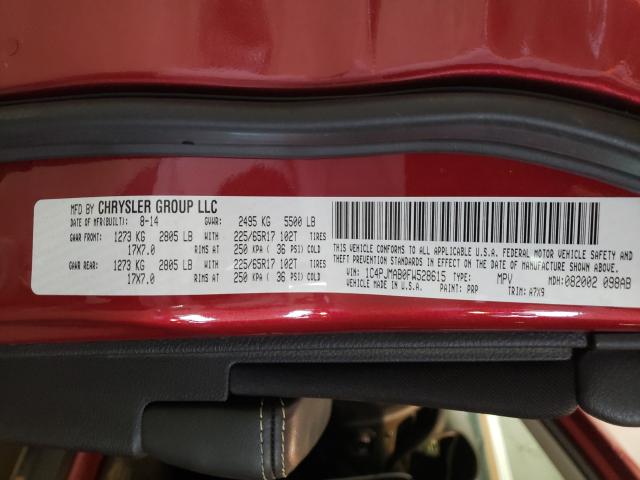 MFD BY CHRYSLER GROUP LLC
DATE OF MFR(BUILT): 8-14 GVWR: 2495 KG 5500 LB
GAWR FRONT: 1273 KG 2805 LB 225/65R17 102T TIRES
17X7.0 RIMS AT 250 KPA( 36 PSI) COLD
GAWR REAR: 1273 KG 2805 LB 225/65R17 102T TIRES
17X7.0 RIMS AT 250 KPA ( 36 PSI) COLD
THIS VEHICLE CONFORMS TO ALL APPLICABLE U.S.A. FEDERAL MOTOR VEHICLE SAFETY AND
THEFT PREVENTION STANDARDS IN EFFECT ON THE DATE OF MANUFACTURE SHOWN ABOVE.
VIN: 1C4PJMAB0FW528615 TYPE: MPV MDH: 082002 098AB
VEHICLE MADE IN U.S.A. PAINT: PRP TRIM: A7X9